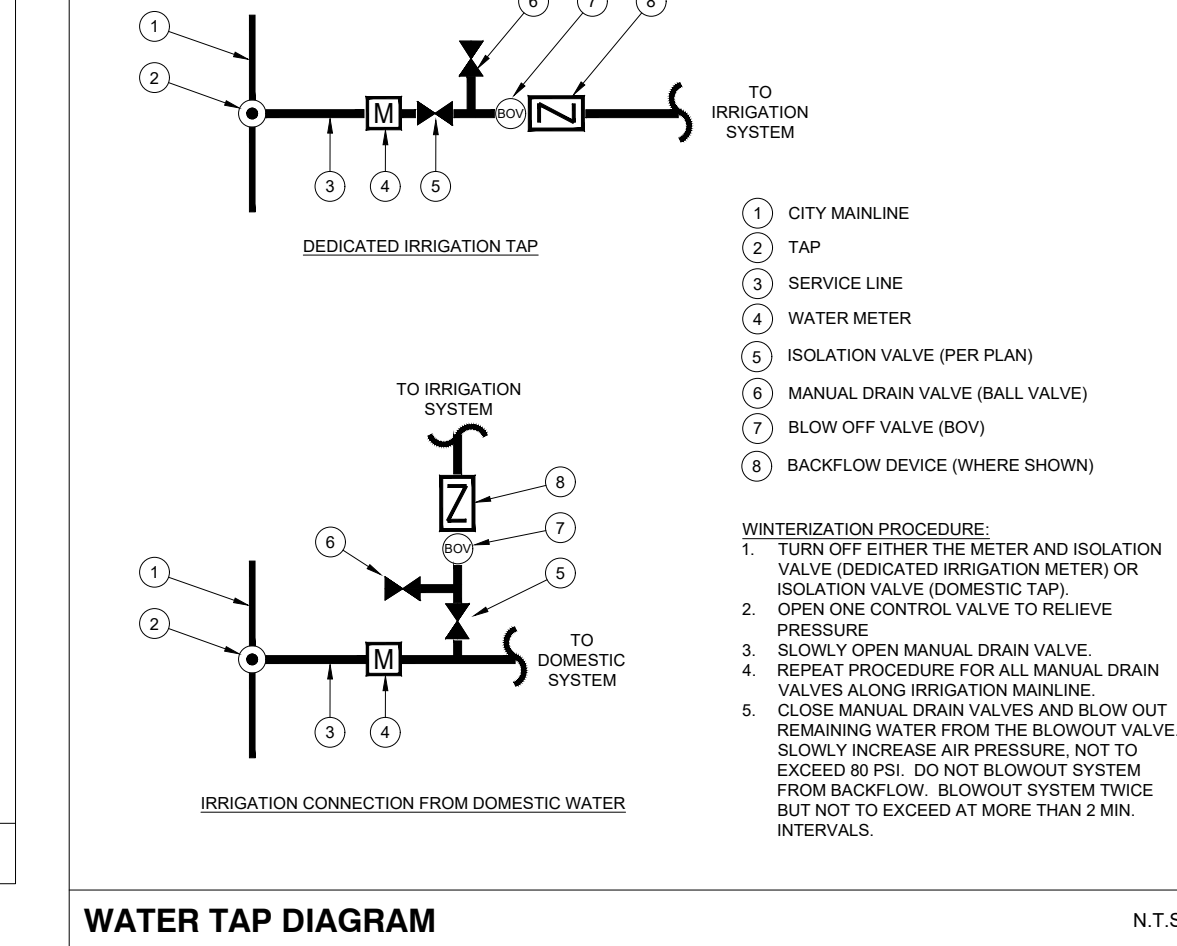 6 7 8
1
2
M
BOV
TO
IRRIGATION
SYSTEM
3 4 5
DEDICATED IRRIGATION TAP
1 CITY MAINLINE
2 TAP
3 SERVICE LINE
4 WATER METER
5 ISOLATION VALVE (PER PLAN)
6 MANUAL DRAIN VALVE (BALL VALVE)
7 BLOW OFF VALVE (BOV)
8 BACKFLOW DEVICE (WHERE SHOWN)
TO IRRIGATION
SYSTEM
8
7
BOV
6
5
1
2
M
TO
DOMESTIC
SYSTEM
3 4
IRRIGATION CONNECTION FROM DOMESTIC WATER
WINTERIZATION PROCEDURE:
1. TURN OFF EITHER THE METER AND ISOLATION
VALVE (DEDICATED IRRIGATION METER) OR
ISOLATION VALVE (DOMESTIC TAP).
2. OPEN ONE CONTROL VALVE TO RELIEVE
PRESSURE
3. SLOWLY OPEN MANUAL DRAIN VALVE.
4. REPEAT PROCEDURE FOR ALL MANUAL DRAIN
VALVES ALONG IRRIGATION MAINLINE.
5. CLOSE MANUAL DRAIN VALVES AND BLOW OUT
REMAINING WATER FROM THE BLOWOUT VALVE.
SLOWLY INCREASE AIR PRESSURE, NOT TO
EXCEED 80 PSI. DO NOT BLOWOUT SYSTEM
FROM BACKFLOW. BLOWOUT SYSTEM TWICE
BUT NOT TO EXCEED AT MORE THAN 2 MIN.
INTERVALS.
WATER TAP DIAGRAM
N.T.S